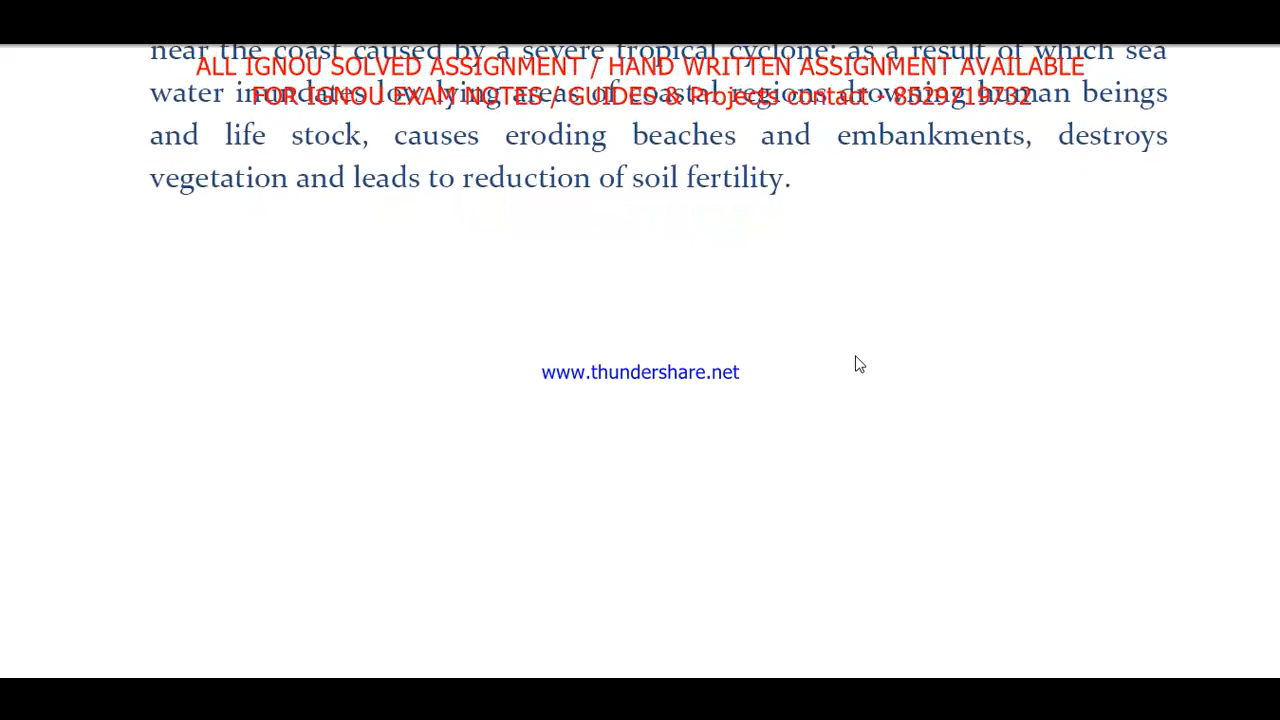 near the coast caused by a severe tropical cyclone; as a result of which sea
ALL IGNOU SOLVED ASSIGNMENT / HAND WRITTEN ASSIGNMENT AVAILABLE
water inundates low lying areas of coastal regions drowning human beings
FOR IGNOU EXAM NOTES / GUIDES & Projects contact - 8529719732
and life stock, causes eroding beaches and embankments, destroys
vegetation and leads to reduction of soil fertility.
www.thundershare.net